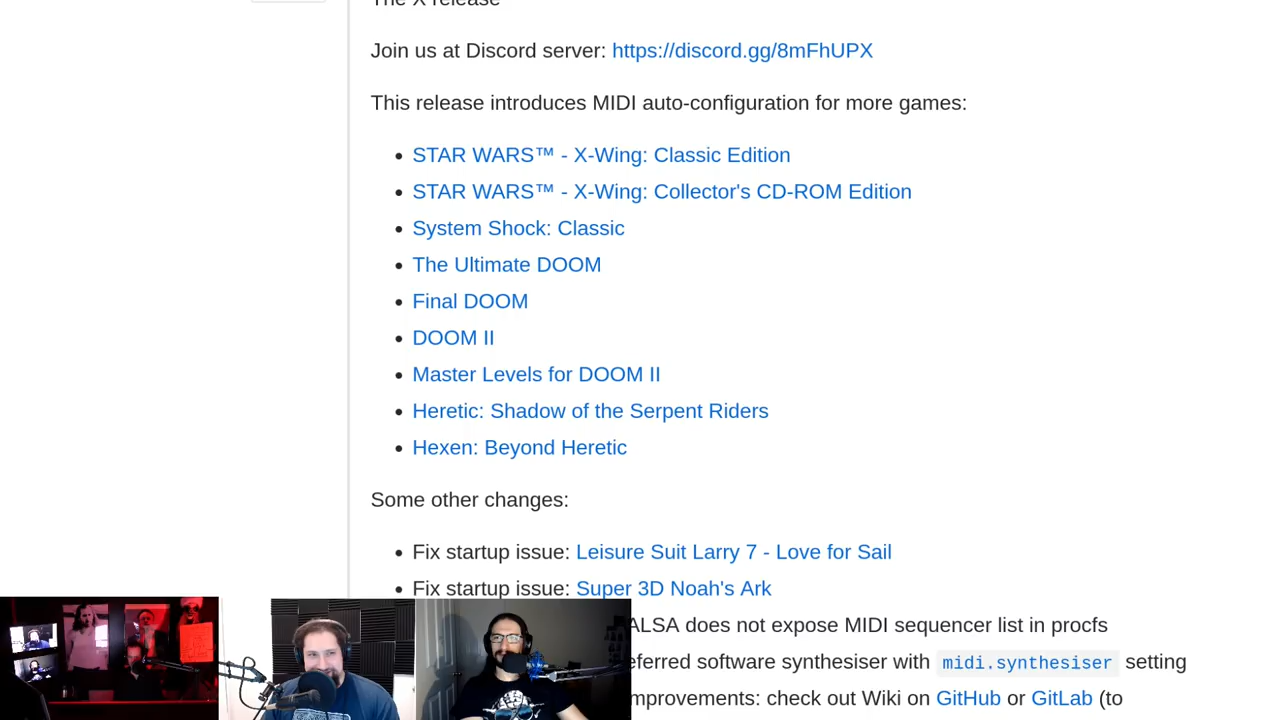 The X release
Join us at Discord server: https://discord.gg/8mFhUPX
This release introduces MIDI auto-configuration for more games:
STAR WARS™ - X-Wing: Classic Edition
STAR WARS™ - X-Wing: Collector's CD-ROM Edition
System Shock: Classic
The Ultimate DOOM
Final DOOM
DOOM II
Master Levels for DOOM II
Heretic: Shadow of the Serpent Riders
Hexen: Beyond Heretic
Some other changes:
Fix startup issue: Leisure Suit Larry 7 - Love for Sail
Fix startup issue: Super 3D Noah's Ark
ALSA does not expose MIDI sequencer list in procfs
eferred software synthesiser with midi.synthesiser setting
mprovements: check out Wiki on GitHub or GitLab (to